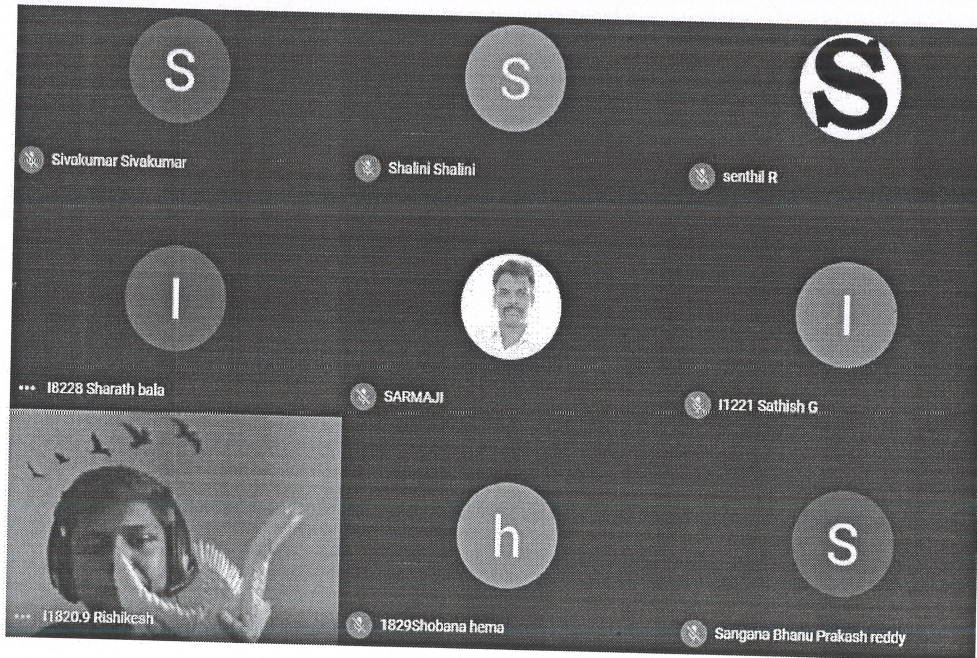 S
Sivakumar Sivakumar
S
Shalini Shalini
S
senthil R
I
I8228 Sharath bala
SARMAJI
I
I1221 Sathish G
I1820.9 Rishikesh
h
1829Shobana hema
S
Sangana Bhanu Prakash reddy